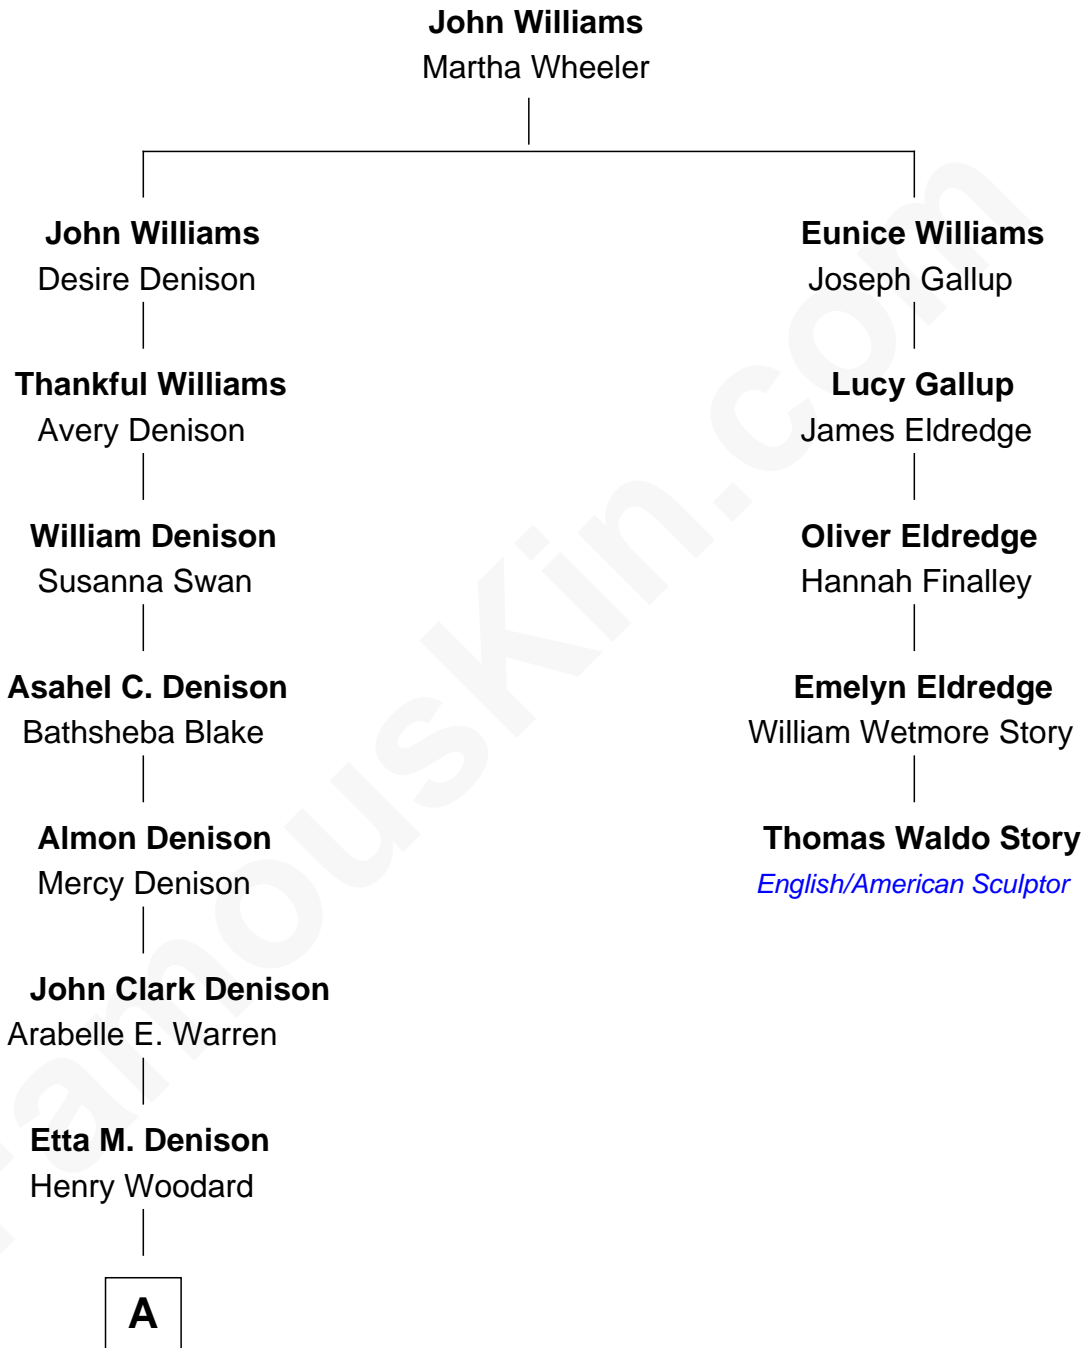 John Williams
Martha Wheeler
John Williams
Desire Denison
Thankful Williams
Avery Denison
William Denison
Susanna Swan
Asahel C. Denison
Bathsheba Blake
Almon Denison
Mercy Denison
John Clark Denison
Arabelle E. Warren
Etta M. Denison
Henry Woodard
A
Eunice Williams
Joseph Gallup
Lucy Gallup
James Eldredge
Oliver Eldredge
Hannah Finalley
Emelyn Eldredge
William Wetmore Story
Thomas Waldo Story
English/American Sculptor
FamousKin.com